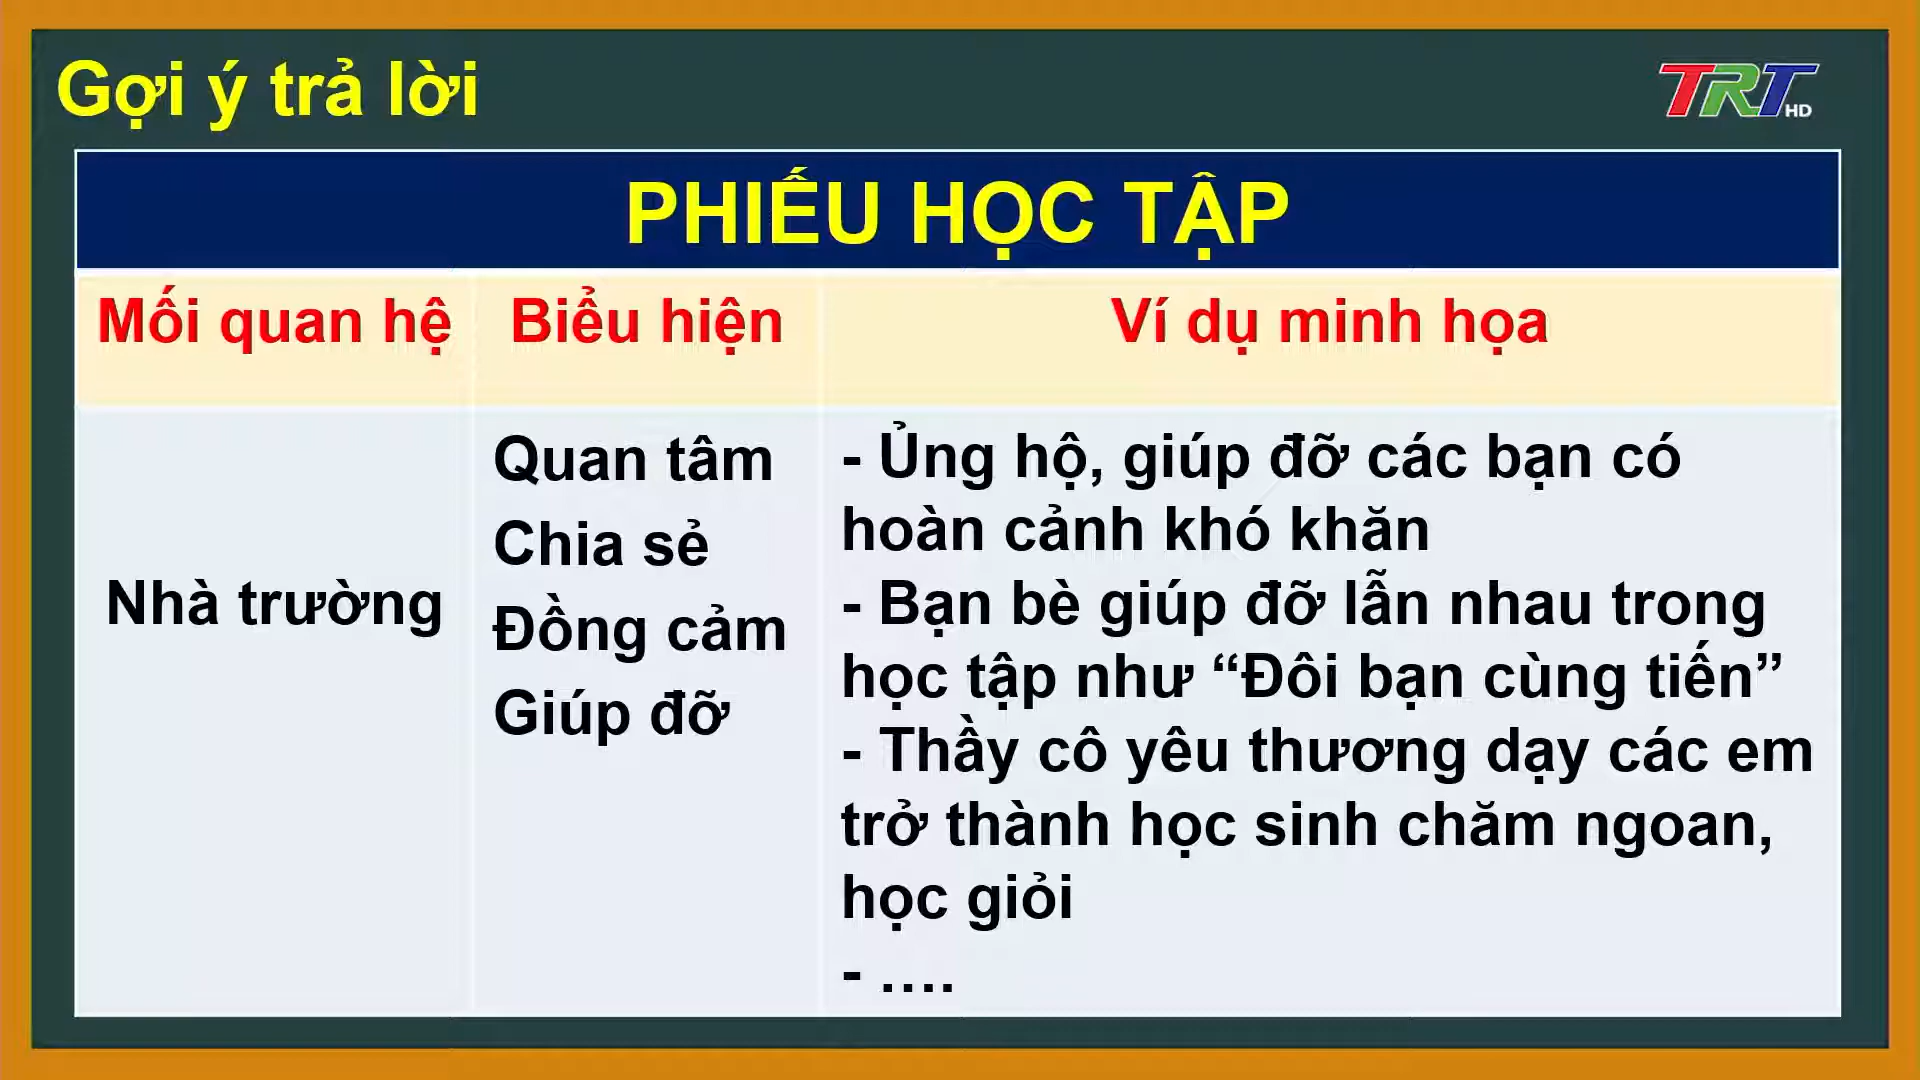 Gợi ý trả lời
TRT HD
PHIẾU HỌC TẬP
Mối quan hệ
Biểu hiện
Ví dụ minh họa
Nhà trường
Quan tâm
Chia sẻ
Đồng cảm
Giúp đỡ
- Ủng hộ, giúp đỡ các bạn có
hoàn cảnh khó khăn
- Bạn bè giúp đỡ lẫn nhau trong
học tập như “Đôi bạn cùng tiến”
- Thầy cô yêu thương dạy các em
trở thành học sinh chăm ngoan,
học giỏi
- ....